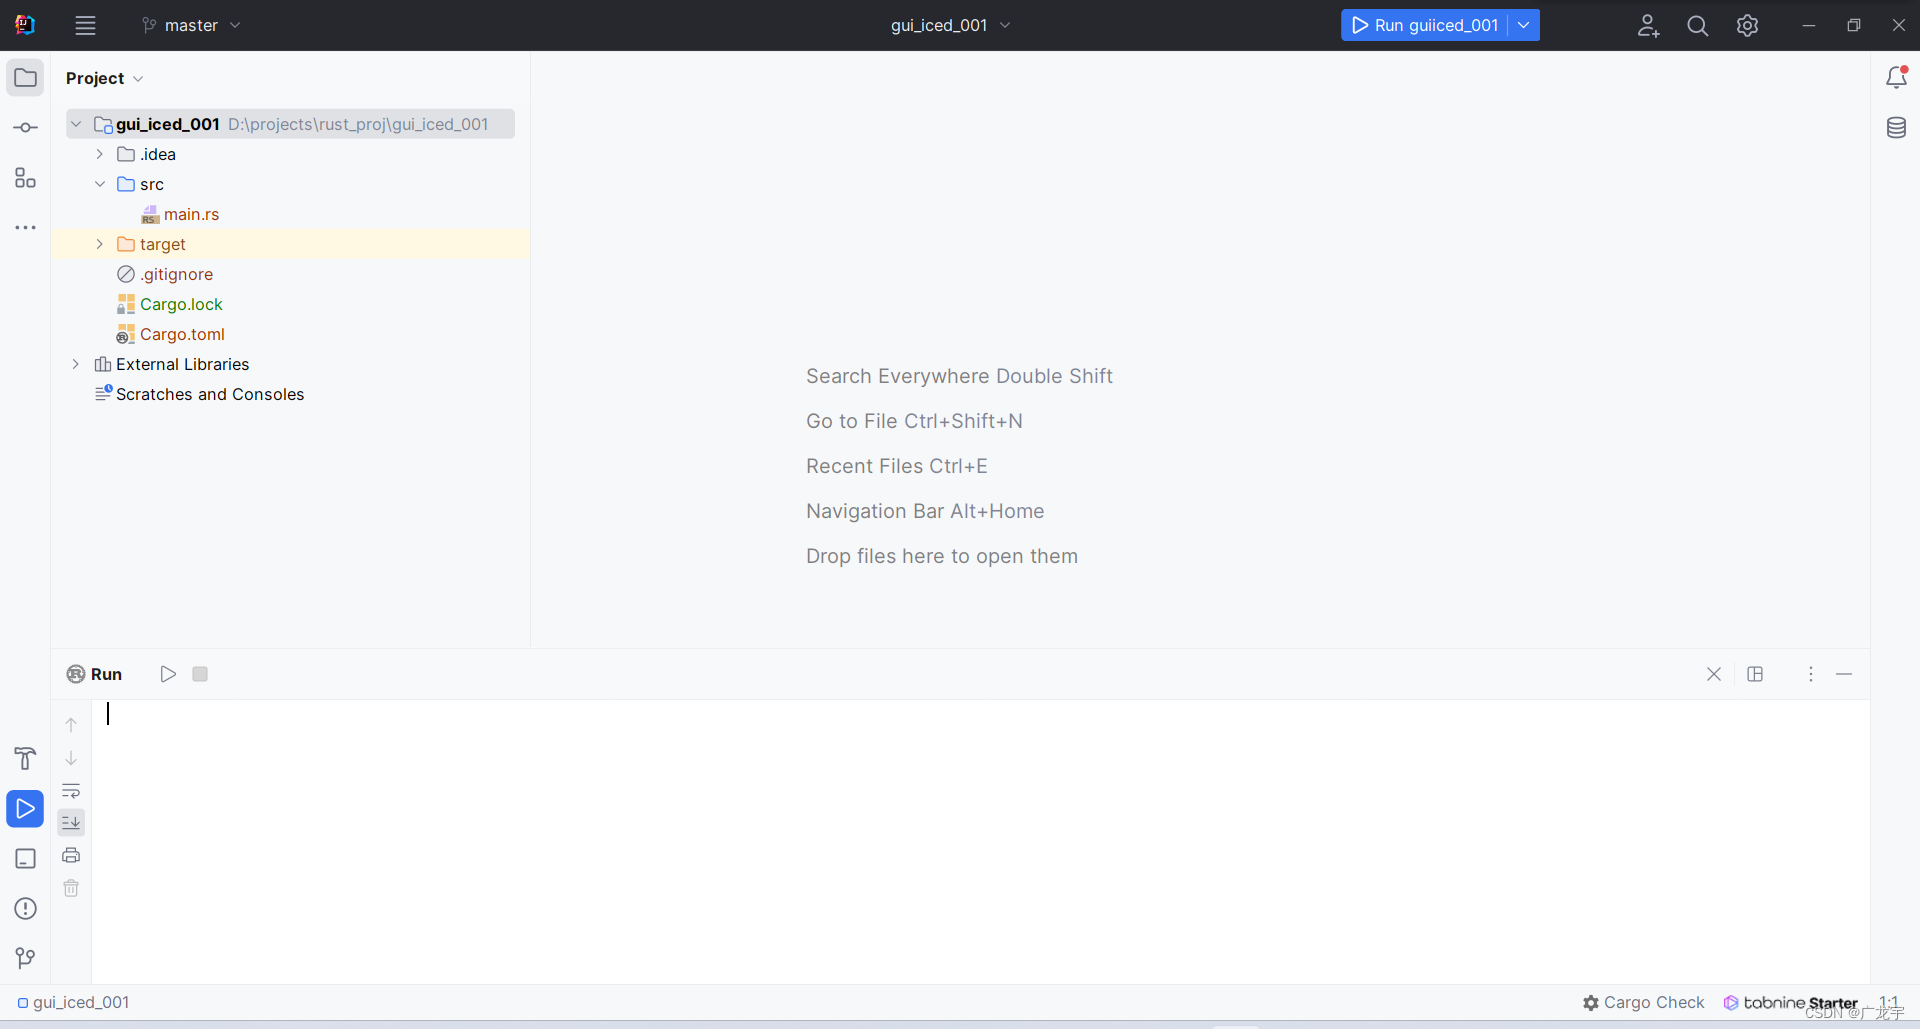 master
gui_iced_001
Run guiiced_001
Project
gui_iced_001 D:\projects\rust_proj\gui_iced_001
.idea
src
main.rs
target
.gitignore
Cargo.lock
Cargo.toml
External Libraries
Scratches and Consoles
Search Everywhere Double Shift
Go to File Ctrl+Shift+N
Recent Files Ctrl+E
Navigation Bar Alt+Home
Drop files here to open them
Run
gui_iced_001
Cargo Check
tabnine Starter
1:1
CSDN @广龙宇